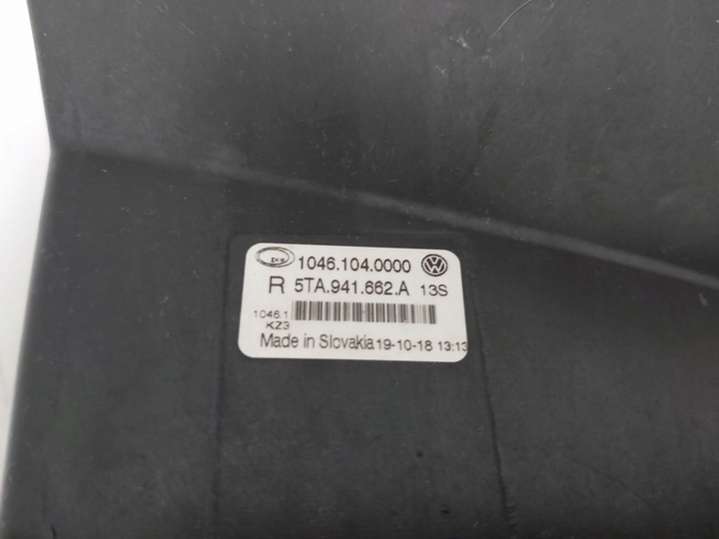 1046.104.0000
R 5TA.941.662.A 13S
1046.1
KZ3
Made in Slovakia 19-10-18 13:13